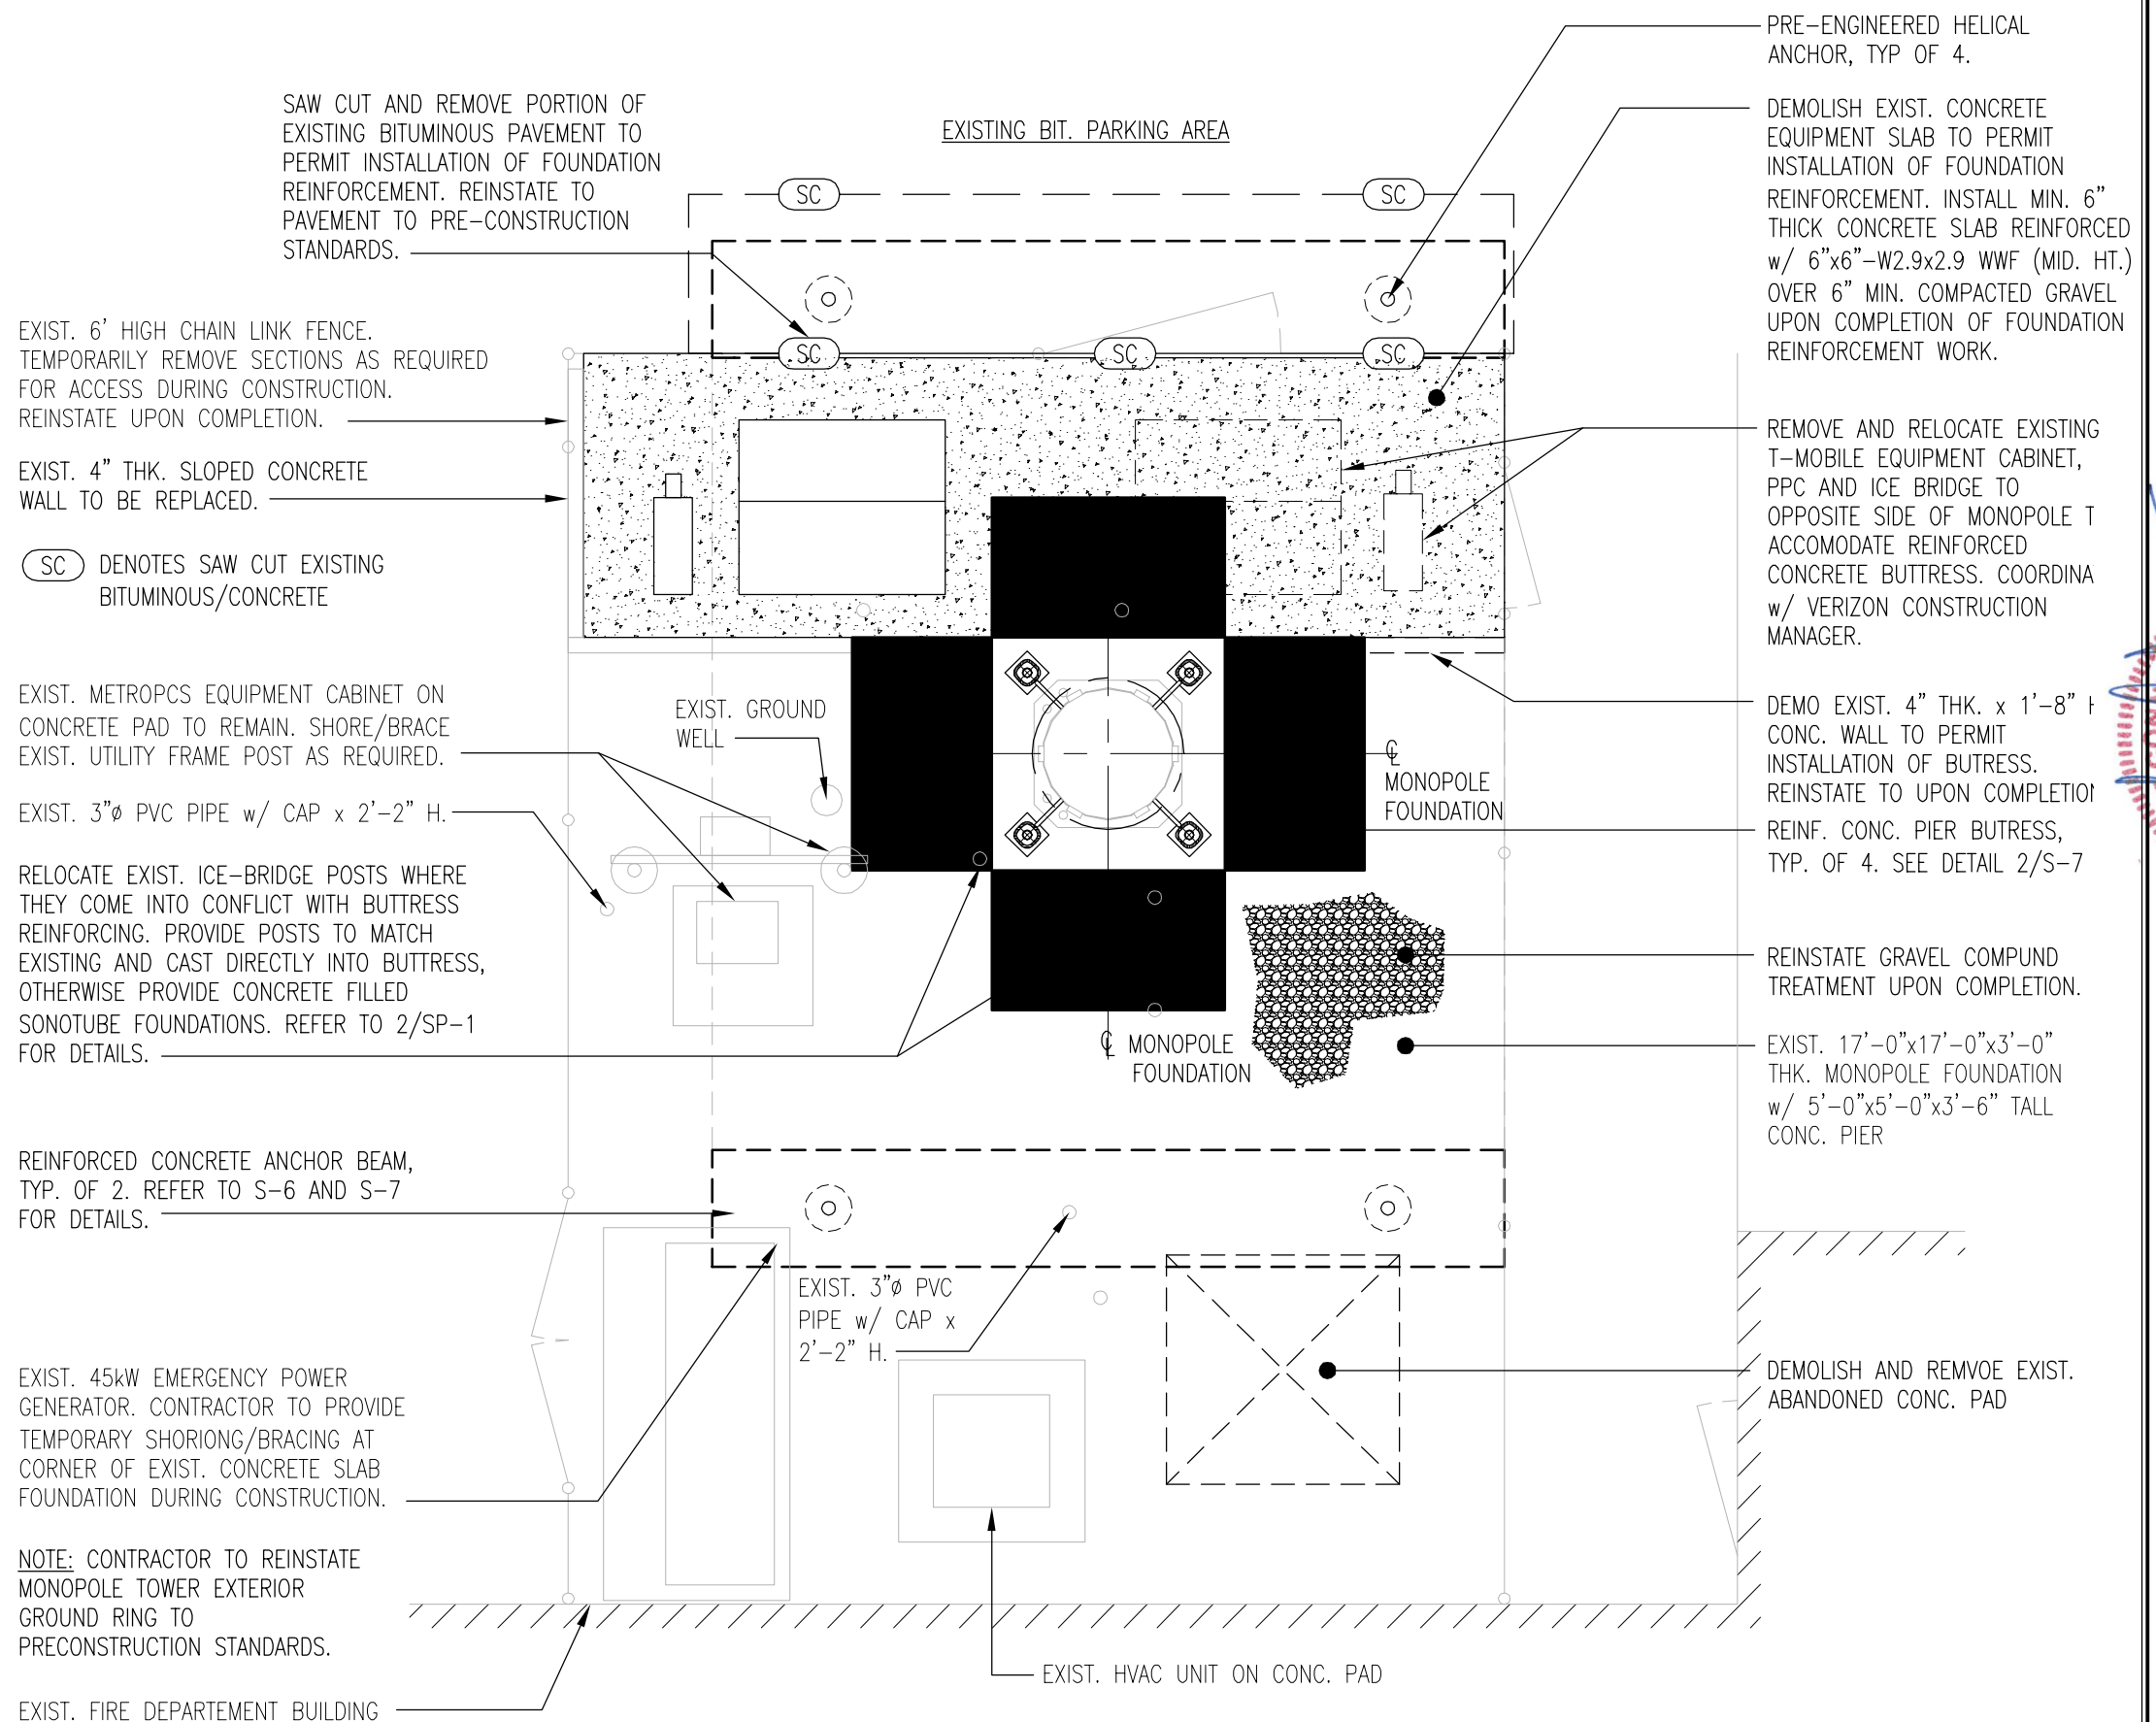 SAW CUT AND REMOVE PORTION OF
EXISTING BITUMINOUS PAVEMENT TO
PERMIT INSTALLATION OF FOUNDATION
REINFORCEMENT. REINSTATE TO
PAVEMENT TO PRE-CONSTRUCTION
STANDARDS.
EXIST. 6' HIGH CHAIN LINK FENCE.
TEMPORARILY REMOVE SECTIONS AS REQUIRED
FOR ACCESS DURING CONSTRUCTION.
REINSTATE UPON COMPLETION.
EXIST. 4" THK. SLOPED CONCRETE
WALL TO BE REPLACED.
SC DENOTES SAW CUT EXISTING
BITUMINOUS/CONCRETE
EXIST. METROPCS EQUIPMENT CABINET ON
CONCRETE PAD TO REMAIN. SHORE/BRACE
EXIST. UTILITY FRAME POST AS REQUIRED.
EXIST. 3"ø PVC PIPE w/ CAP x 2'-2" H.
RELOCATE EXIST. ICE-BRIDGE POSTS WHERE
THEY COME INTO CONFLICT WITH BUTTRESS
REINFORCING. PROVIDE POSTS TO MATCH
EXISTING AND CAST DIRECTLY INTO BUTTRESS,
OTHERWISE PROVIDE CONCRETE FILLED
SONOTUBE FOUNDATIONS. REFER TO 2/SP-1
FOR DETAILS.
REINFORCED CONCRETE ANCHOR BEAM,
TYP. OF 2. REFER TO S-6 AND S-7
FOR DETAILS.
EXIST. 45kW EMERGENCY POWER
GENERATOR. CONTRACTOR TO PROVIDE
TEMPORARY SHORIONG/BRACING AT
CORNER OF EXIST. CONCRETE SLAB
FOUNDATION DURING CONSTRUCTION.
NOTE: CONTRACTOR TO REINSTATE
MONOPOLE TOWER EXTERIOR
GROUND RING TO
PRECONSTRUCTION STANDARDS.
EXIST. FIRE DEPARTEMENT BUILDING
EXISTING BIT. PARKING AREA
SC
SC
SC
SC
SC
EXIST. GROUND
WELL
℄
MONOPOLE
FOUNDATION
℄ MONOPOLE
FOUNDATION
EXIST. 3"ø PVC
PIPE w/ CAP x
2'-2" H.
EXIST. HVAC UNIT ON CONC. PAD
PRE-ENGINEERED HELICAL
ANCHOR, TYP OF 4.
DEMOLISH EXIST. CONCRETE
EQUIPMENT SLAB TO PERMIT
INSTALLATION OF FOUNDATION
REINFORCEMENT. INSTALL MIN. 6"
THICK CONCRETE SLAB REINFORCED
w/ 6"x6"-W2.9x2.9 WWF (MID. HT.)
OVER 6" MIN. COMPACTED GRAVEL
UPON COMPLETION OF FOUNDATION
REINFORCEMENT WORK.
REMOVE AND RELOCATE EXISTING
T-MOBILE EQUIPMENT CABINET,
PPC AND ICE BRIDGE TO
OPPOSITE SIDE OF MONOPOLE T
ACCOMODATE REINFORCED
CONCRETE BUTTRESS. COORDINA
w/ VERIZON CONSTRUCTION
MANAGER.
DEMO EXIST. 4" THK. x 1'-8"
CONC. WALL TO PERMIT
INSTALLATION OF BUTRESS.
REINSTATE TO UPON COMPLETION
REINF. CONC. PIER BUTRESS,
TYP. OF 4. SEE DETAIL 2/S-7
REINSTATE GRAVEL COMPUND
TREATMENT UPON COMPLETION.
EXIST. 17'-0"x17'-0"x3'-0"
THK. MONOPOLE FOUNDATION
w/ 5'-0"x5'-0"x3'-6" TALL
CONC. PIER
DEMOLISH AND REMVOE EXIST.
ABANDONED CONC. PAD